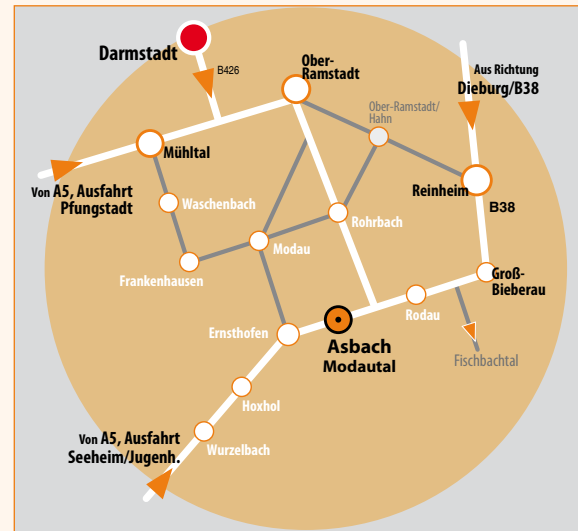 Darmstadt
B426
Ober-
Ramstadt
Aus Richtung
Dieburg/B38
Ober-Ramstadt/
Hahn
Mühltal
Von A5, Ausfahrt
Pfungstadt
Reinheim
B38
Waschenbach
Rohrbach
Modau
Frankenhausen
Groß-
Bieberau
Rodau
Ernsthofen
Asbach
Modautal
Fischbachtal
Hoxhol
Von A5, Ausfahrt
Seeheim/Jugenh.
Wurzelbach